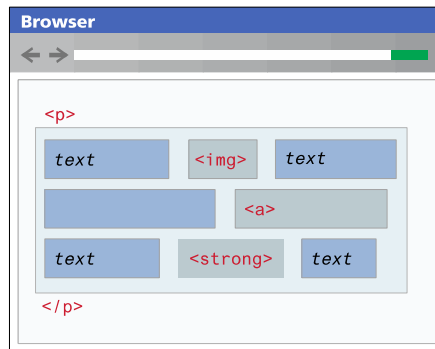 Browser
<p>
text <img> text
<a>
text <strong> text
</p>